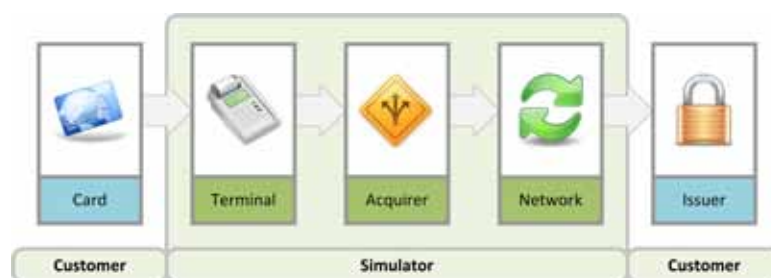 Card
Terminal
Acquirer
Network
Issuer
Customer
Simulator
Customer